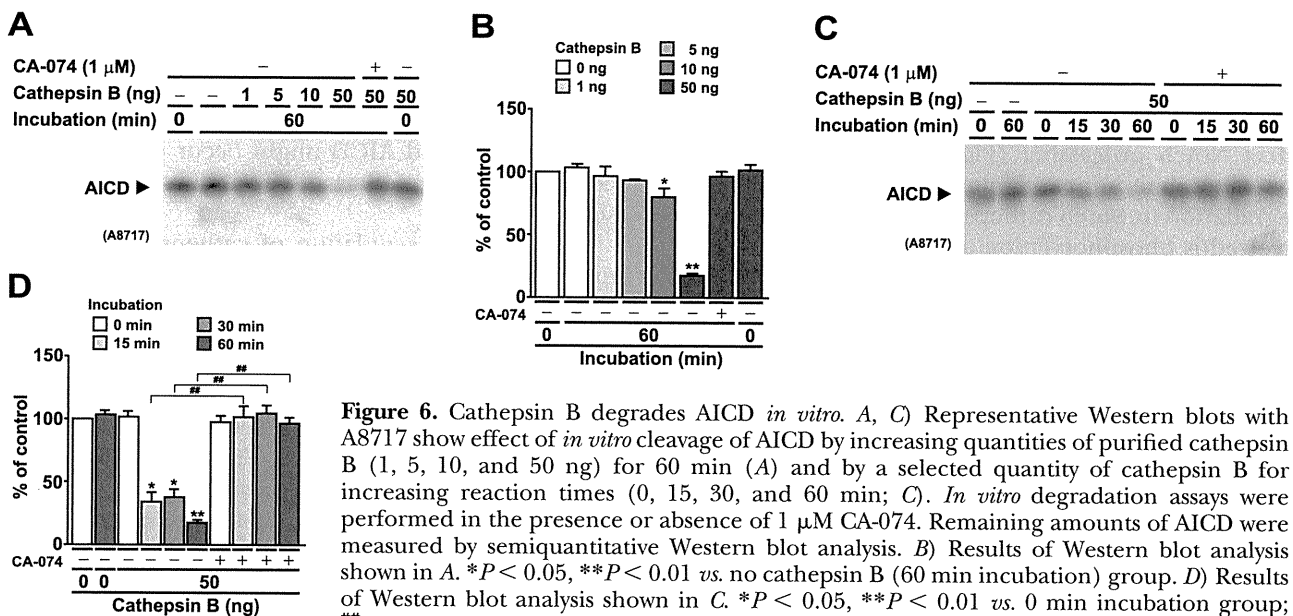 A
CA-074 (1 μM) – + –
Cathepsin B (ng) – – 1 5 10 50 50 50
Incubation (min) 0 60 0
AICD ►
(A8717)
B
Cathepsin B
0 ng
1 ng
5 ng
10 ng
50 ng
% of control
150
100
50
0
*
**
CA-074 – – – – – – + –
0 60 0
Incubation (min)
C
CA-074 (1 μM) – +
Cathepsin B (ng) – – 50
Incubation (min) 0 60 0 15 30 60 0 15 30 60
AICD ►
(A8717)
D
Incubation
0 min
15 min
30 min
60 min
% of control
150
100
50
0
##
##
##
* * **
CA-074 – – – – – – + + + +
0 0 50
Cathepsin B (ng)
Figure 6. Cathepsin B degrades AICD in vitro. A, C) Representative Western blots with
A8717 show effect of in vitro cleavage of AICD by increasing quantities of purified cathepsin
B (1, 5, 10, and 50 ng) for 60 min (A) and by a selected quantity of cathepsin B for
increasing reaction times (0, 15, 30, and 60 min; C). In vitro degradation assays were
performed in the presence or absence of 1 μM CA-074. Remaining amounts of AICD were
measured by semiquantitative Western blot analysis. B) Results of Western blot analysis
shown in A. *P < 0.05, **P < 0.01 vs. no cathepsin B (60 min incubation) group. D) Results
of Western blot analysis shown in C. *P < 0.05, **P < 0.01 vs. 0 min incubation group;